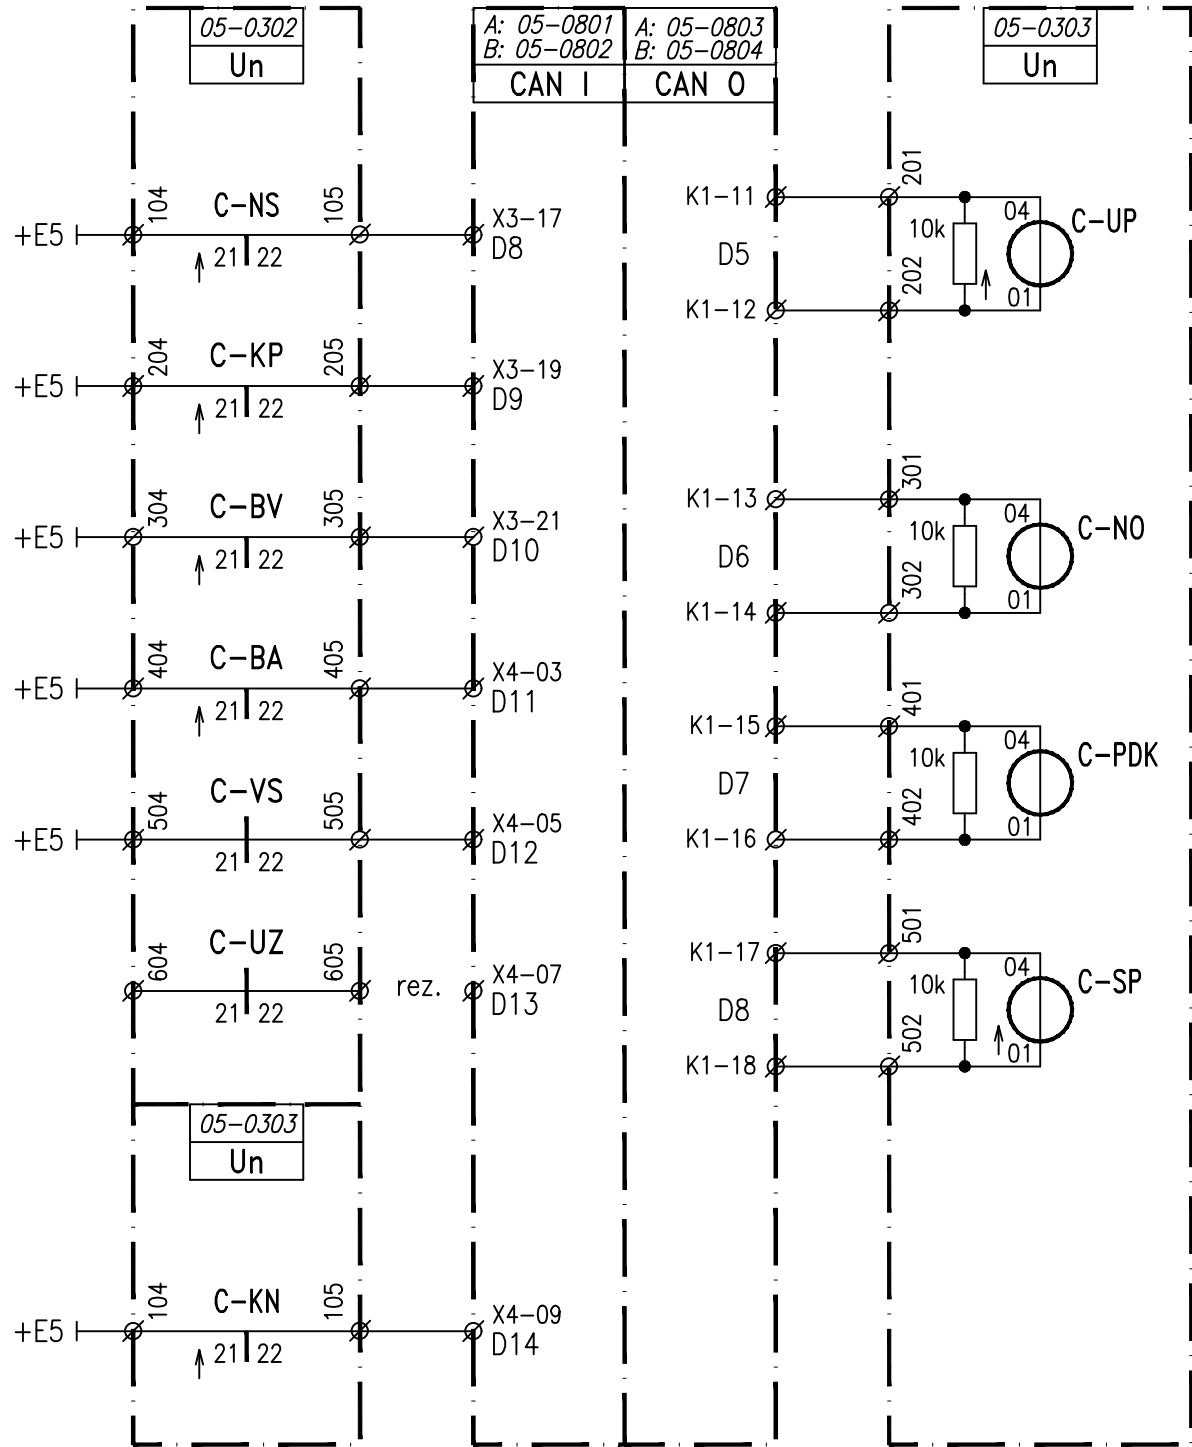 05-0302
Un
A: 05-0801
B: 05-0802
CAN I
A: 05-0803
B: 05-0804
CAN O
05-0303
Un
+E5
104
C-NS
21 22
105
X3-17
D8
+E5
204
C-KP
21 22
205
X3-19
D9
+E5
304
C-BV
21 22
305
X3-21
D10
+E5
404
C-BA
21 22
405
X4-03
D11
+E5
504
C-VS
21 22
505
X4-05
D12
604
C-UZ
21 22
605
rez.
X4-07
D13
05-0303
Un
+E5
104
C-KN
21 22
105
X4-09
D14
K1-11
D5
K1-12
201
202
10k
04
01
C-UP
K1-13
D6
K1-14
301
302
10k
04
01
C-NO
K1-15
D7
K1-16
401
402
10k
04
01
C-PDK
K1-17
D8
K1-18
501
502
10k
04
01
C-SP